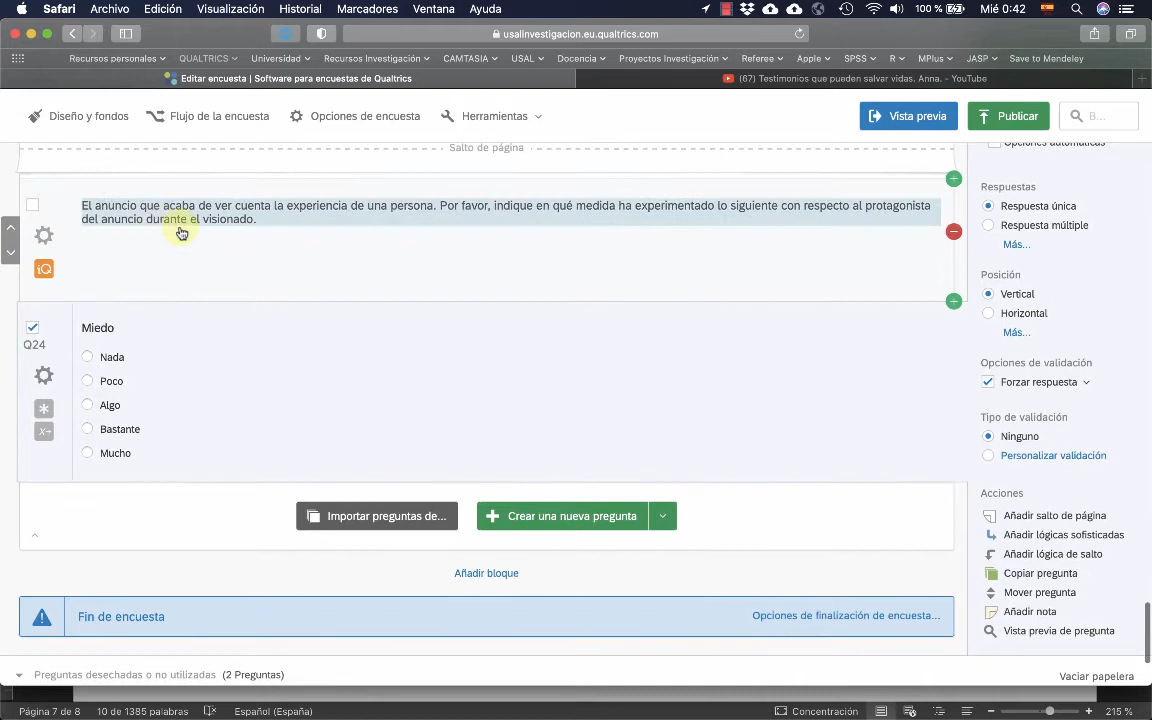 Safari Archivo Edición Visualización Historial Marcadores Ventana Ayuda 100 % Mié 0:42
usalinvestigacion.eu.qualtrics.com
Recursos personales QUALTRICS Universidad Recursos Investigación CAMTASIA USAL Docencia Proyectos Investigación Referee Apple SPSS R MPlus JASP Save to Mendeley
Editar encuesta | Software para encuestas de Qualtrics (67) Testimonios que pueden salvar vidas. Anna. - YouTube
Diseño y fondos Flujo de la encuesta Opciones de encuesta Herramientas Vista previa Publicar B...
Salto de página
Opciones automáticas
El anuncio que acaba de ver cuenta la experiencia de una persona. Por favor, indique en qué medida ha experimentado lo siguiente con respecto al protagonista
del anuncio durante el visionado.
iQ
Q24
Miedo
Nada
Poco
Algo
Bastante
Mucho
Importar preguntas de... Crear una nueva pregunta
Añadir bloque
Fin de encuesta Opciones de finalización de encuesta...
Respuestas
Respuesta única
Respuesta múltiple
Más...
Posición
Vertical
Horizontal
Más...
Opciones de validación
Forzar respuesta
Tipo de validación
Ninguno
Personalizar validación
Acciones
Añadir salto de página
Añadir lógicas sofisticadas
Añadir lógica de salto
Copiar pregunta
Mover pregunta
Añadir nota
Vista previa de pregunta
Preguntas desechadas o no utilizadas (2 Preguntas) Vaciar papelera
Página 7 de 8 10 de 1385 palabras Español (España) Concentración 215 %